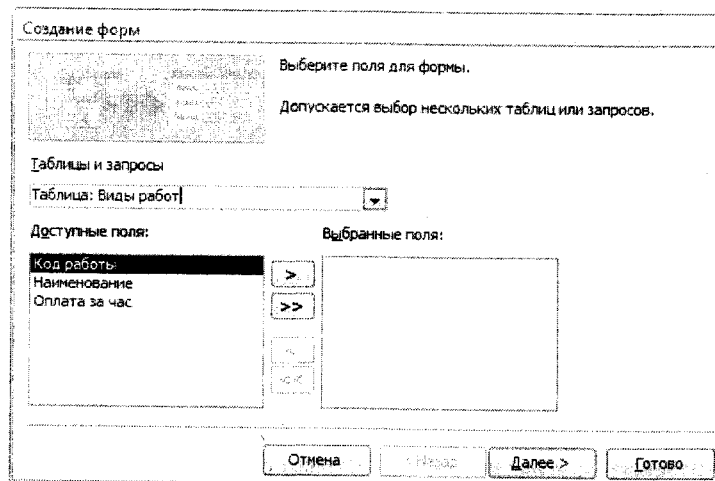 Создание форм
Выберите поля для формы.
Допускается выбор нескольких таблиц или запросов.
Таблицы и запросы
Таблица: Виды работ
Доступные поля:
Выбранные поля:
Код работы
Наименование
Оплата за час
>
>>
<
<<
Отмена
< Назад
Далее >
Готово